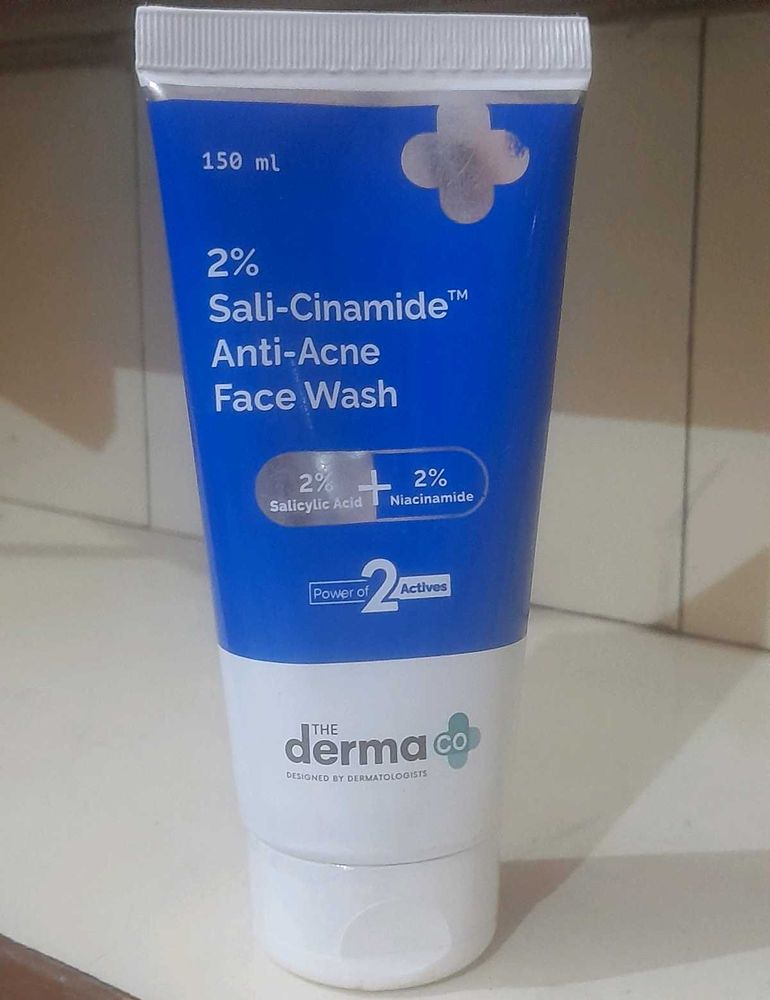 150 ml
2%
Sali-Cinamide™
Anti-Acne
Face Wash
2%
Salicylic Acid
+
2%
Niacinamide
Power of 2 Actives
THE
derma co
DESIGNED BY DERMATOLOGISTS